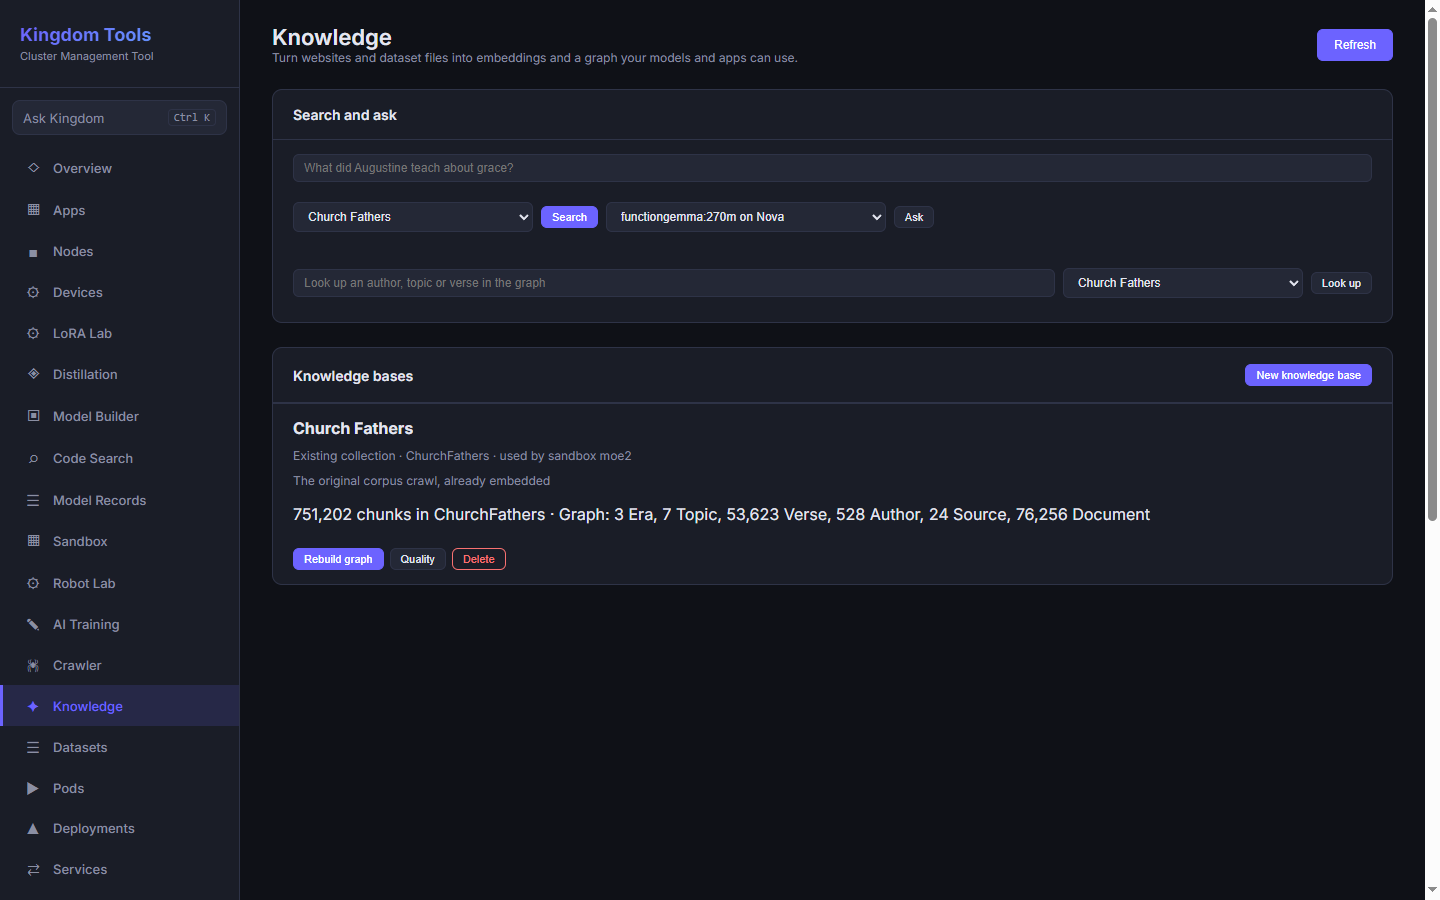 Kingdom Tools
Cluster Management Tool
Ask Kingdom
Ctrl K
Overview
Apps
Nodes
Devices
LoRA Lab
Distillation
Model Builder
Code Search
Model Records
Sandbox
Robot Lab
AI Training
Crawler
Knowledge
Datasets
Pods
Deployments
Services
Knowledge
Turn websites and dataset files into embeddings and a graph your models and apps can use.
Refresh
Search and ask
What did Augustine teach about grace?
Church Fathers
Search
functiongemma:270m on Nova
Ask
Look up an author, topic or verse in the graph
Church Fathers
Look up
Knowledge bases
New knowledge base
Church Fathers
Existing collection · ChurchFathers · used by sandbox moe2
The original corpus crawl, already embedded
751,202 chunks in ChurchFathers · Graph: 3 Era, 7 Topic, 53,623 Verse, 528 Author, 24 Source, 76,256 Document
Rebuild graph
Quality
Delete